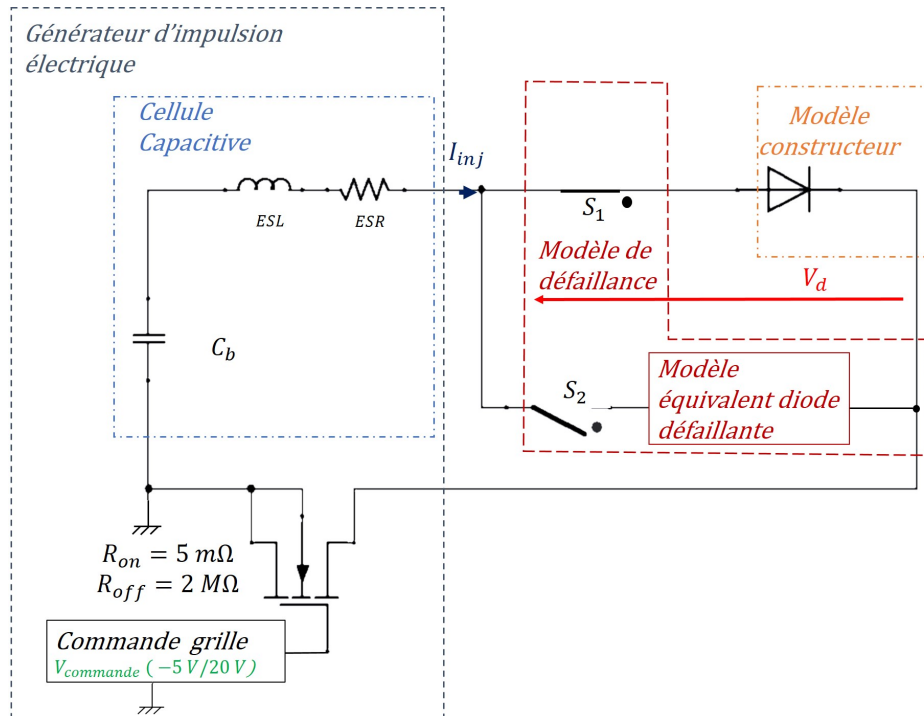 Générateur d'impulsion
électrique
Cellule
Capacitive
I_inj
Modèle
constructeur
ESL
ESR
S_1
Modèle de
défaillance
V_d
C_b
S_2
Modèle
équivalent diode
défaillante
R_on = 5 mΩ
R_off = 2 MΩ
Commande grille
V_commande ( −5 V/20 V)